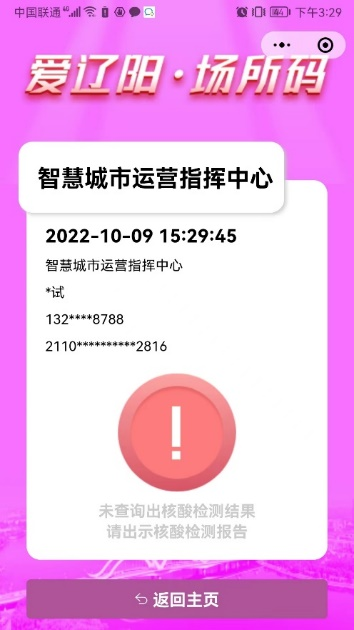 中国联通 4G 下午3:29
爱辽阳·场所码
智慧城市运营指挥中心
2022-10-09 15:29:45
智慧城市运营指挥中心
*试
132****8788
2110**********2816
!
未查询出核酸检测结果
请出示核酸检测报告
返回主页